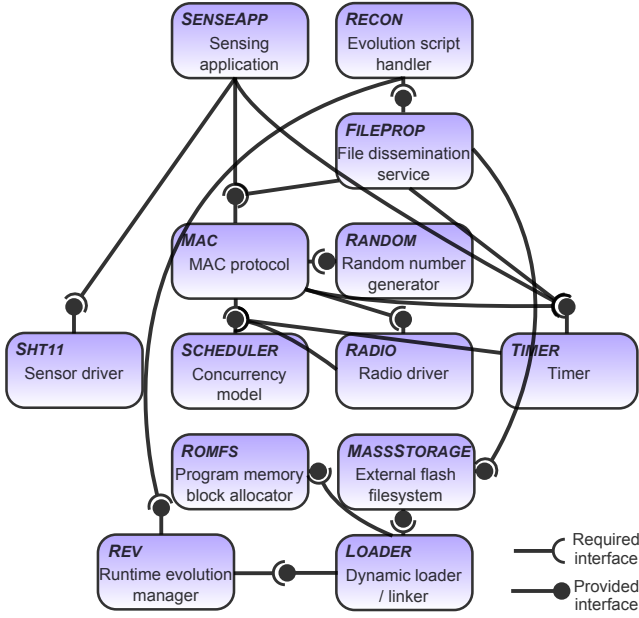 SENSEAPP
Sensing
application
RECON
Evolution script
handler
FILEPROP
File dissemination
service
MAC
MAC protocol
RANDOM
Random number
generator
SHT11
Sensor driver
SCHEDULER
Concurrency
model
RADIO
Radio driver
TIMER
Timer
ROMFS
Program memory
block allocator
MASSSTORAGE
External flash
filesystem
REV
Runtime evolution
manager
LOADER
Dynamic loader
/ linker
Required
interface
Provided
interface